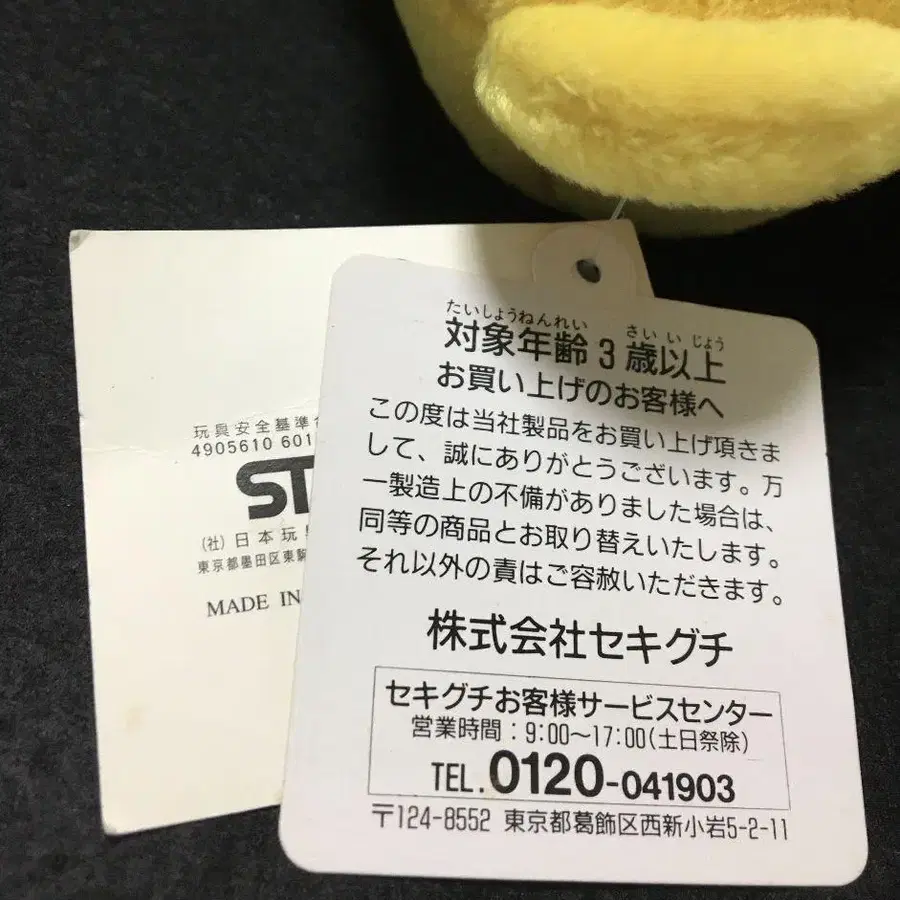 玩具安全基準
4905610 601
ST
(社)日本玩
東京都墨田区東駒
MADE IN
たいしょうねんれい さい いじょう
対象年齢3歳以上
お買い上げのお客様へ
この度は当社製品をお買い上げ頂きま
して、誠にありがとうございます。万
一製造上の不備がありました場合は、
同等の商品とお取り替えいたします。
それ以外の責はご容赦いただきます。
株式会社セキグチ
セキグチお客様サービスセンター
営業時間：9:00〜17:00(土日祭除)
TEL.0120-041903
〒124-8552 東京都葛飾区西新小岩5-2-11